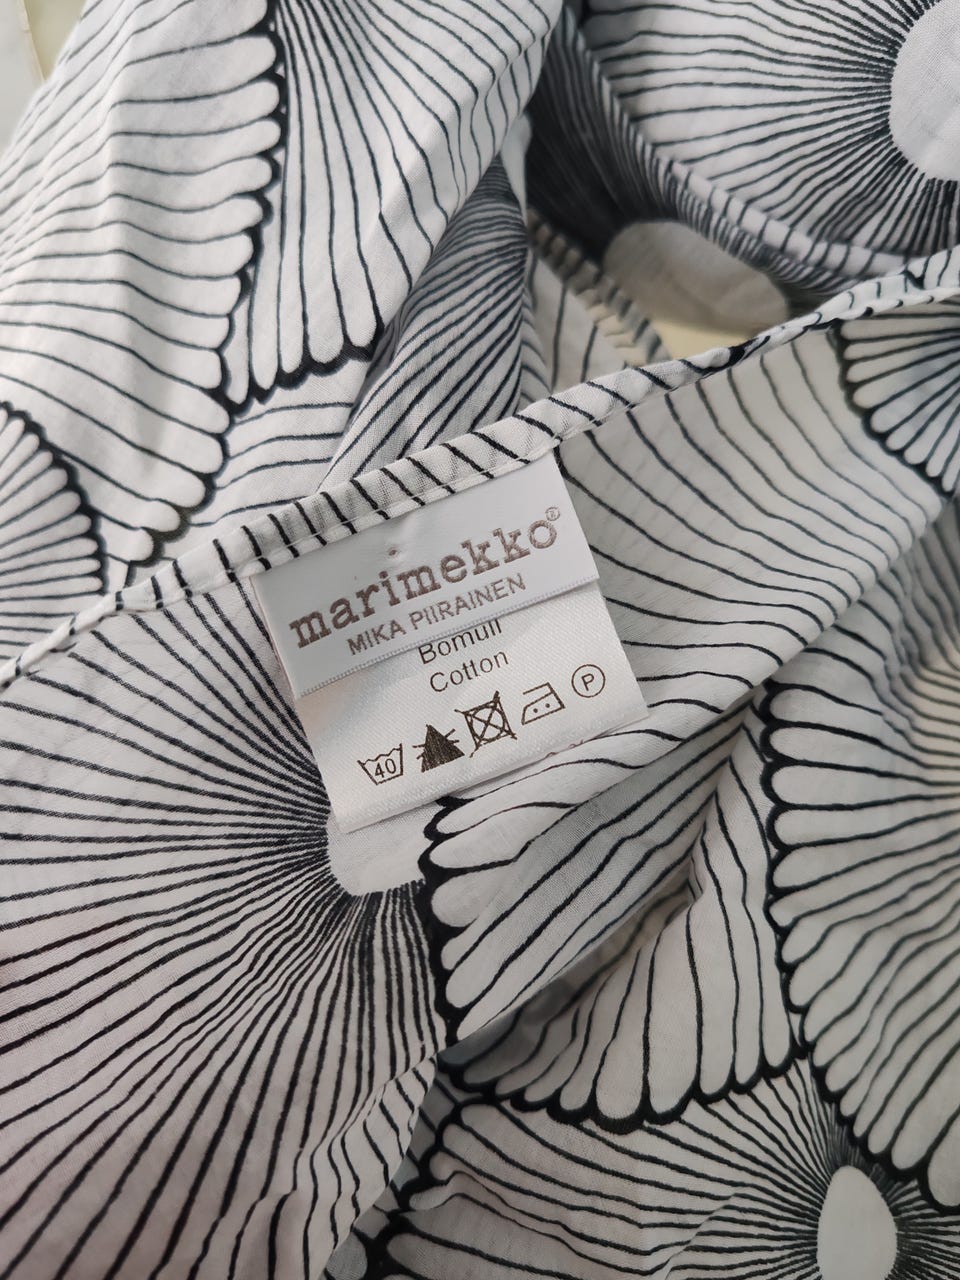 marimekko®
MIKA PIIRAINEN
Bomull
Cotton
40 P